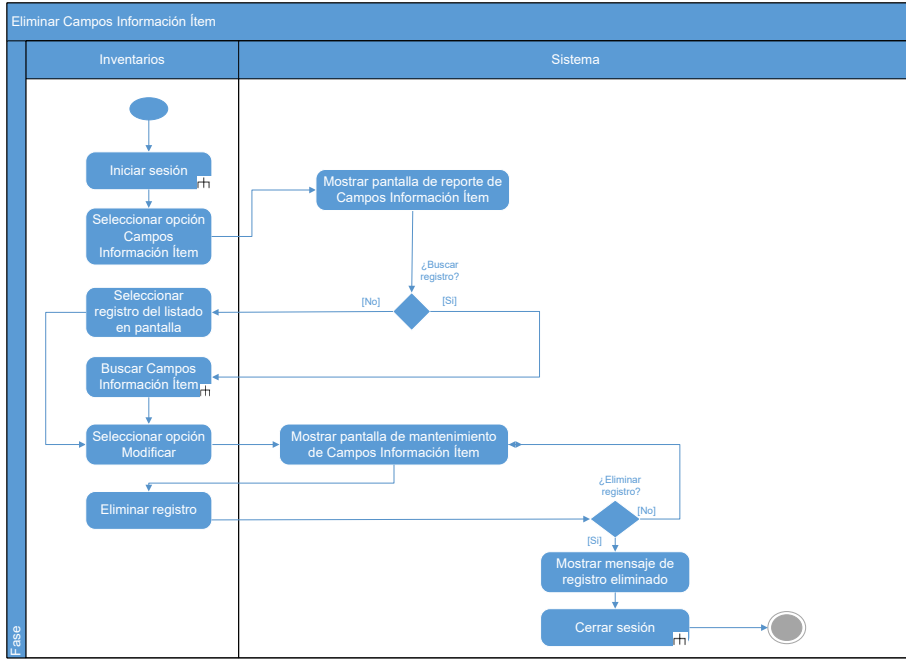 Eliminar Campos Información Ítem
Inventarios
Sistema
Iniciar sesión
Mostrar pantalla de reporte de
Campos Información Ítem
Seleccionar opción
Campos
Información Ítem
¿Buscar
registro?
[No]
[Si]
Seleccionar
registro del listado
en pantalla
Buscar Campos
Información Ítem
Seleccionar opción
Modificar
Mostrar pantalla de mantenimiento
de Campos Información Ítem
¿Eliminar
registro?
Eliminar registro
[No]
[Si]
Mostrar mensaje de
registro eliminado
Cerrar sesión
Fase